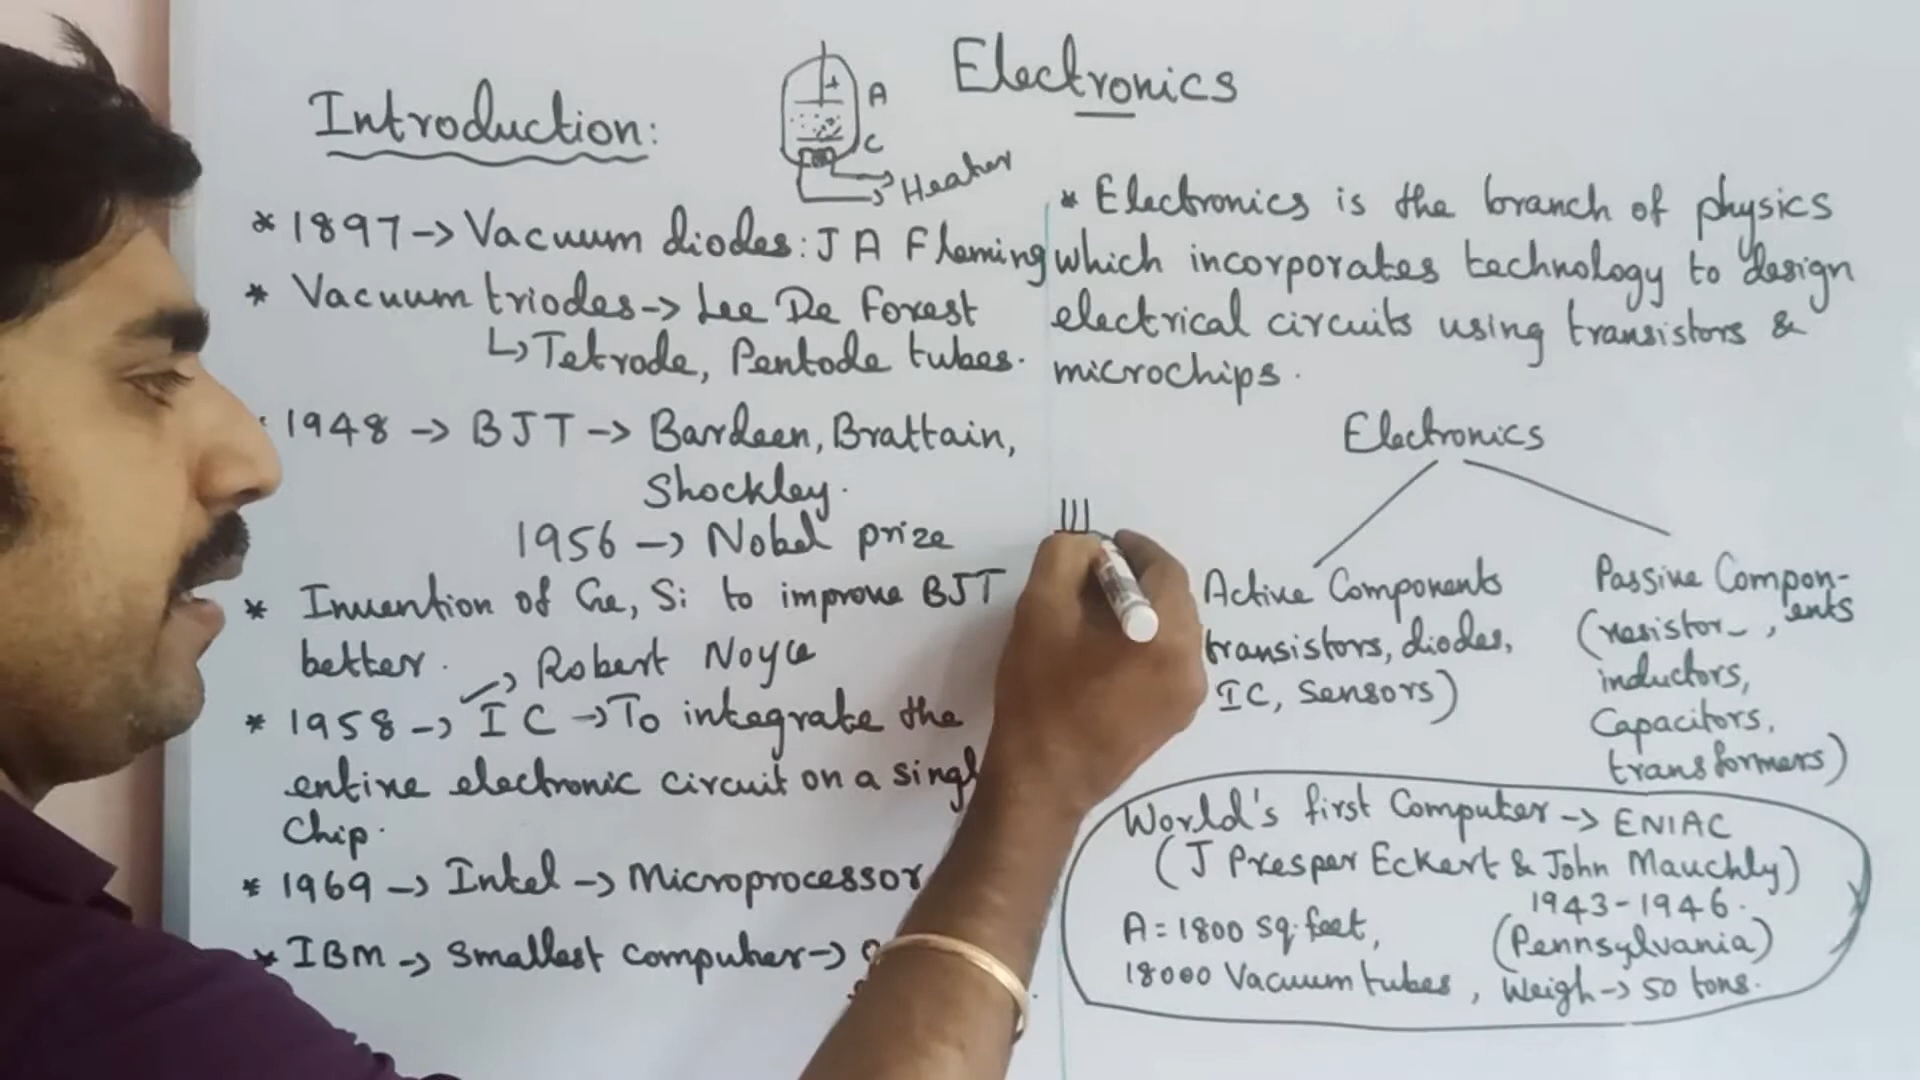 Electronics
Introduction:
A
C
Heater
* 1897 -> Vacuum diodes: J A Fleming
* Vacuum triodes -> Lee De Forest
↳ Tetrode, Pentode tubes.
1948 -> BJT -> Bardeen, Brattain,
Shockley.
1956 -> Nobel prize
* Invention of Ge, Si to improve BJT
better.
-> Robert Noyce
* 1958 -> IC -> To integrate the
entire electronic circuit on a
Chip.
* 1969 -> Intel -> Microprocessor
* IBM -> Smallest computer ->
* Electronics is the branch of physics
which incorporates technology to design
electrical circuits using transistors &
microchips.
Electronics
Active Components
transistors, diodes,
IC, Sensors)
Passive Compon-
ents
(resistor_,
inductors,
Capacitors,
transformers)
World's first Computer -> ENIAC
(J Presper Eckert & John Mauchly)
1943-1946.
A = 1800 sq. feet,
(Pennsylvania)
18000 Vacuum tubes, Weigh -> 50 tons.